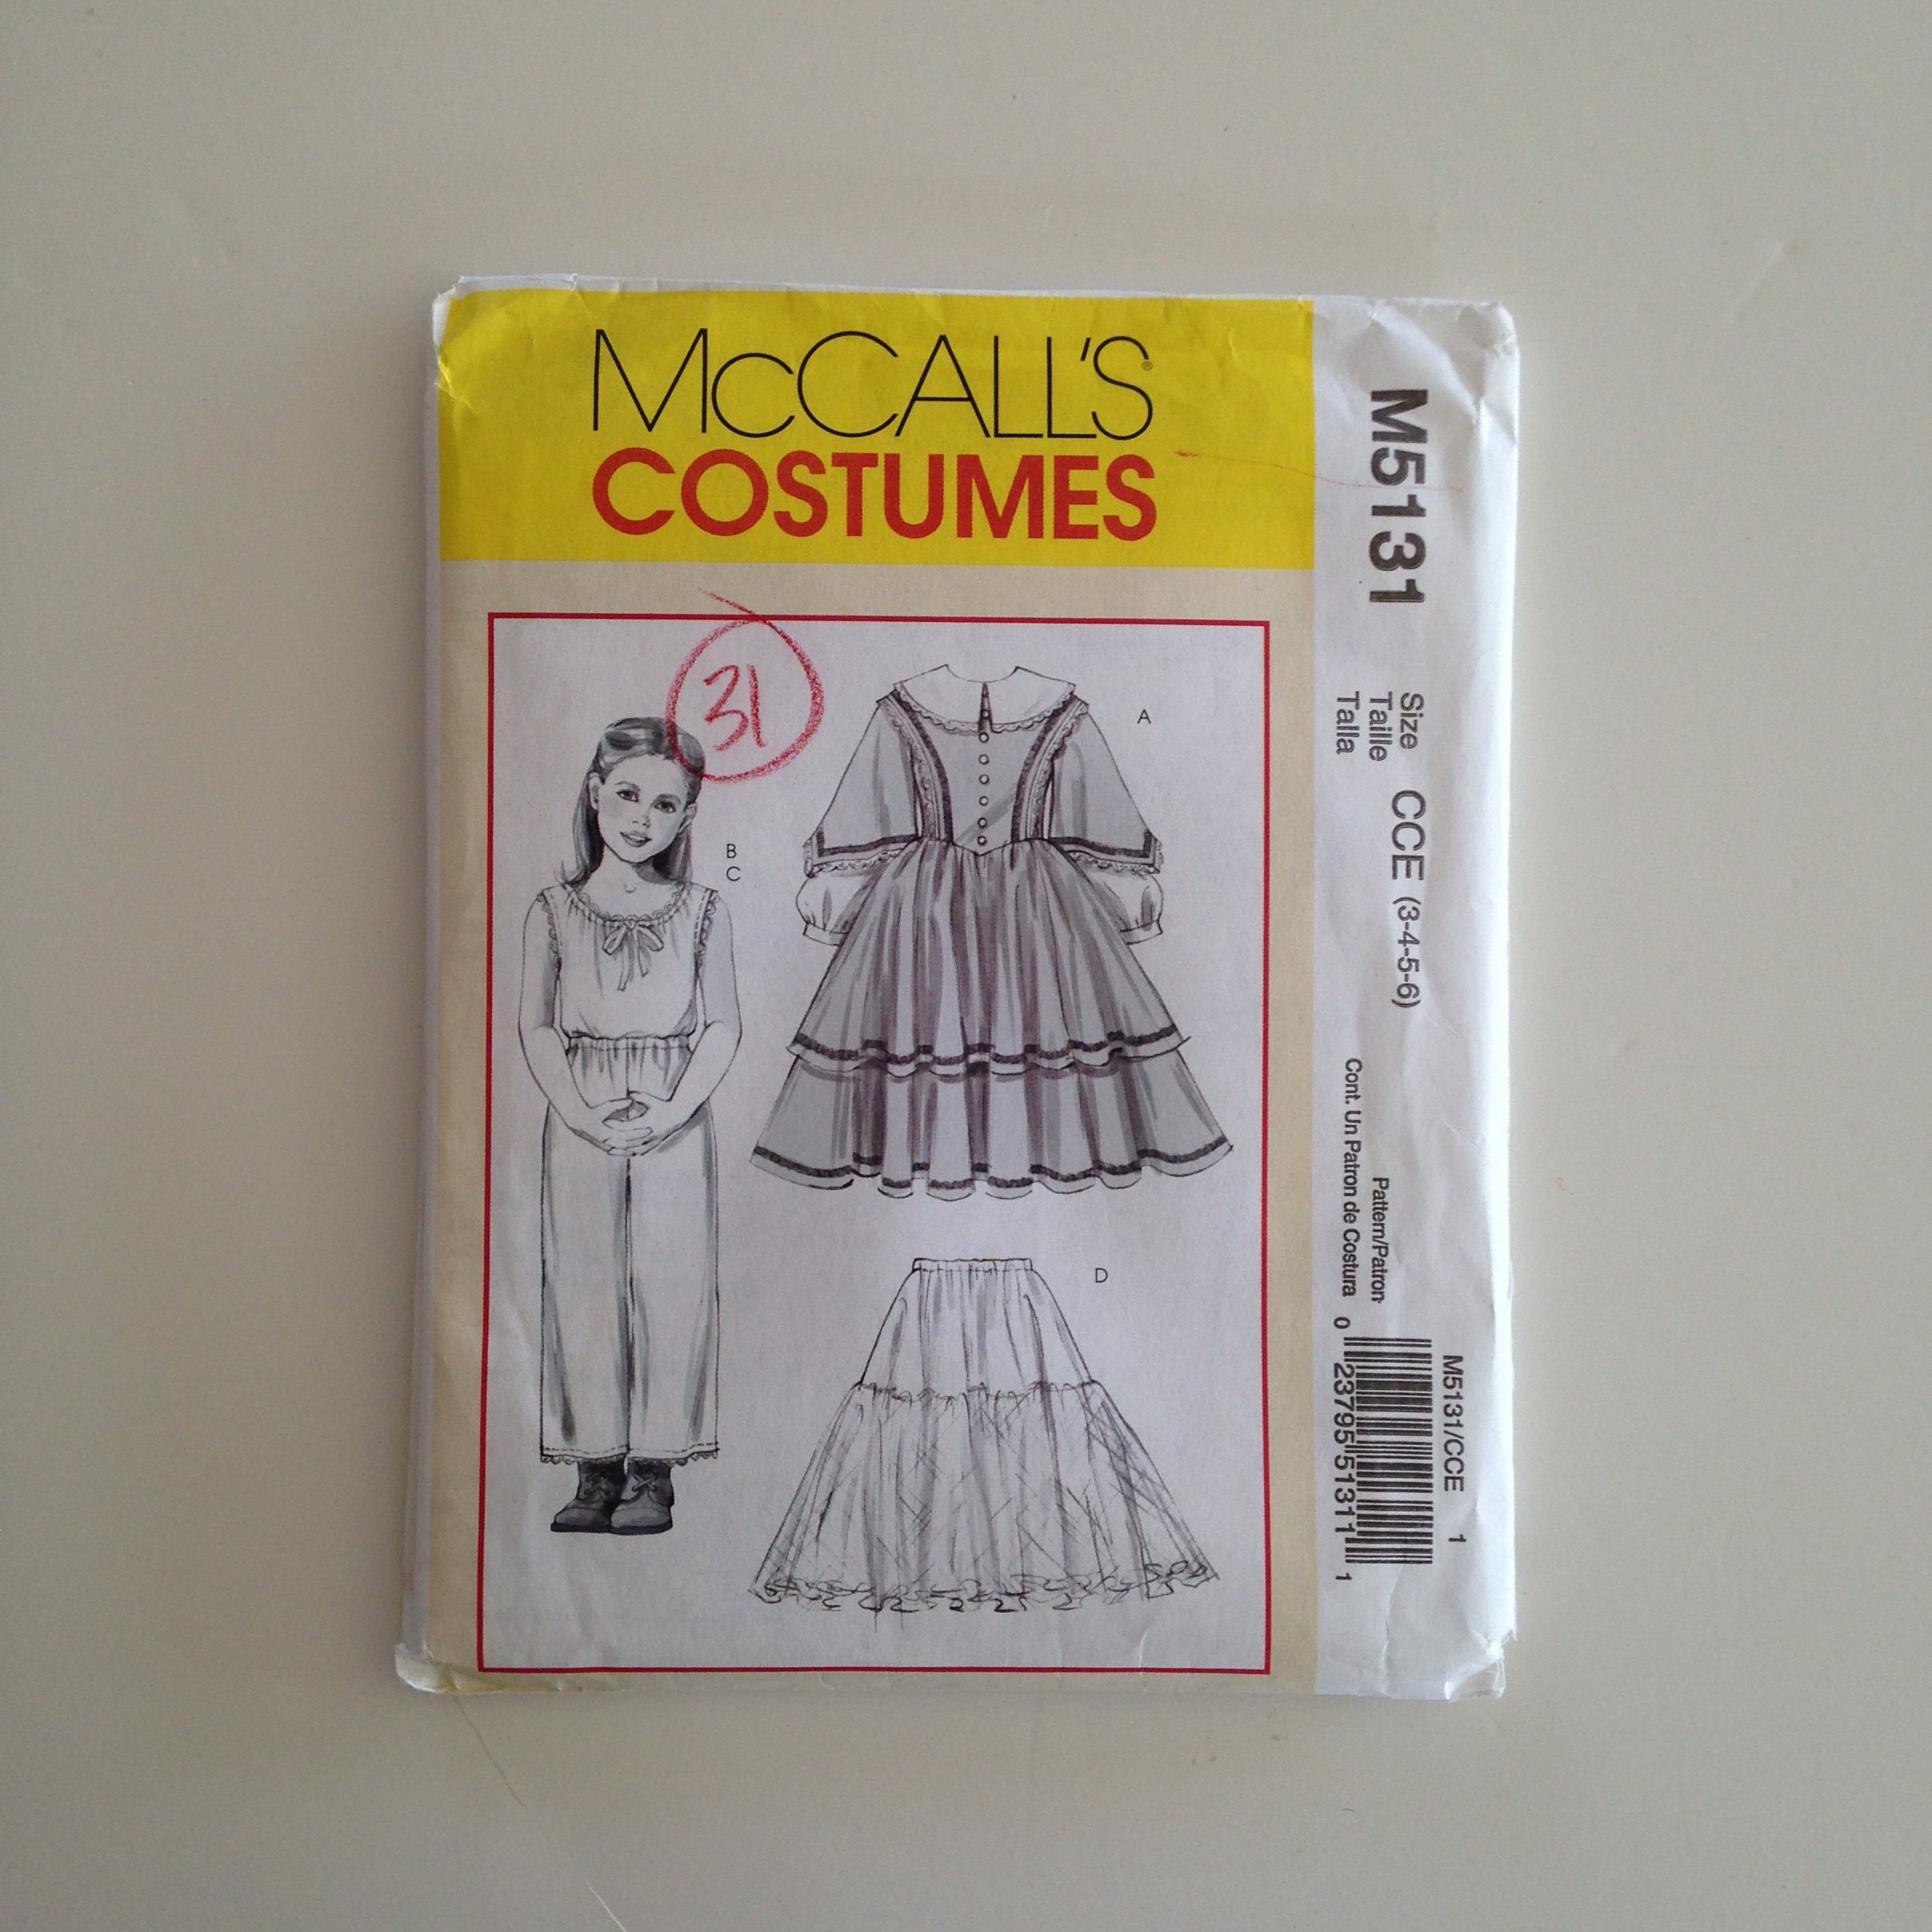 McCALL'S®
COSTUMES
31
A
B
C
D
M5131
Size
Taille
Talla
CCE (3-4-5-6)
Pattern/Patron
Cont. Un Patron de Costura
M5131/CCE 1
0 23795 51311 1